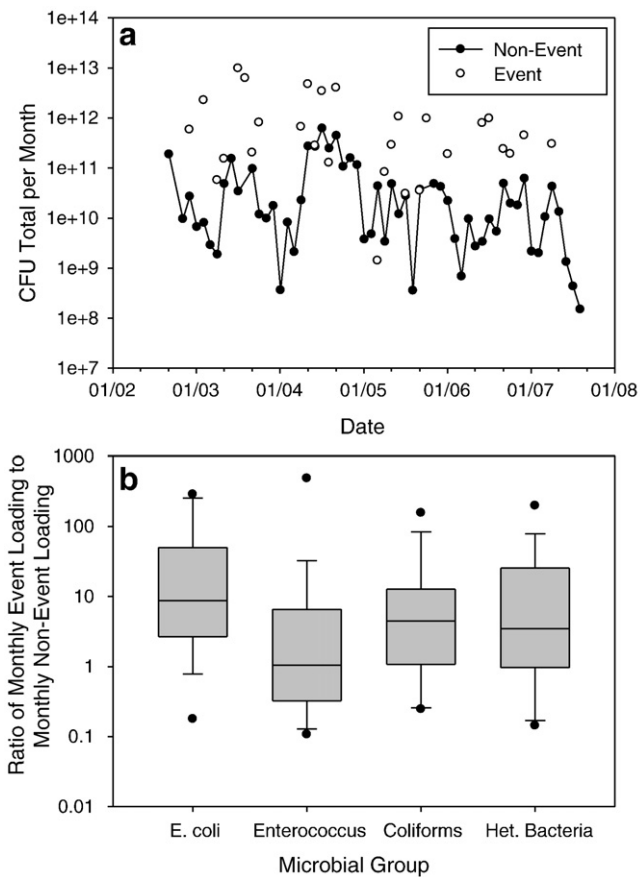 1e+14
a
Non-Event
Event
1e+13
1e+12
1e+11
1e+10
1e+9
1e+8
1e+7
CFU Total per Month
01/02 01/03 01/04 01/05 01/06 01/07 01/08
Date
1000
b
100
10
1
0.1
0.01
Ratio of Monthly Event Loading to
Monthly Non-Event Loading
E. coli Enterococcus Coliforms Het. Bacteria
Microbial Group